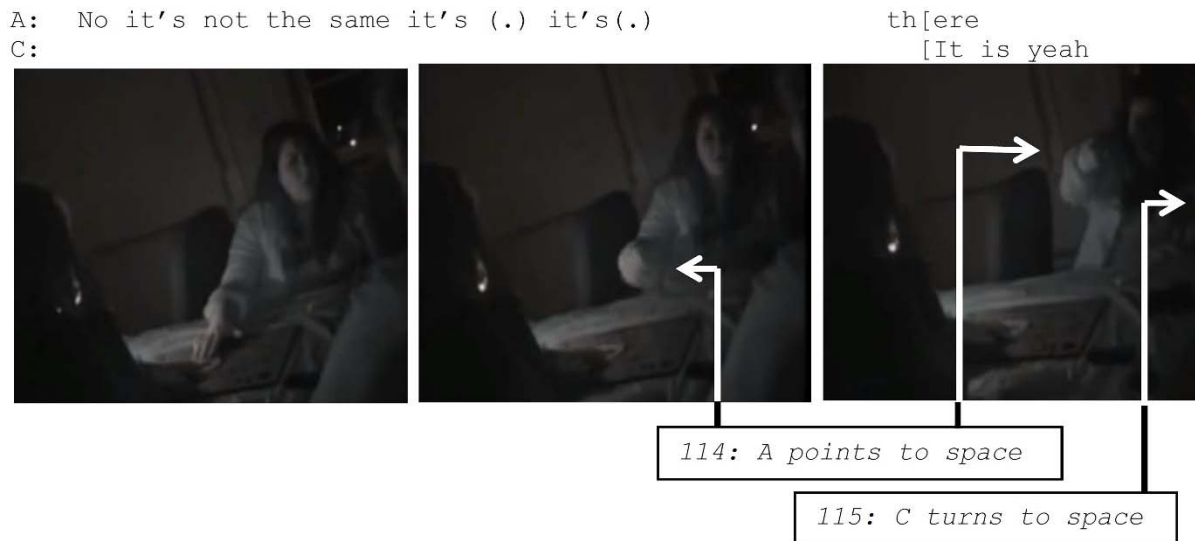 A:   No it's not the same it's (.) it's(.)                th[ere
C:                                                          [It is yeah
114: A points to space
115: C turns to space